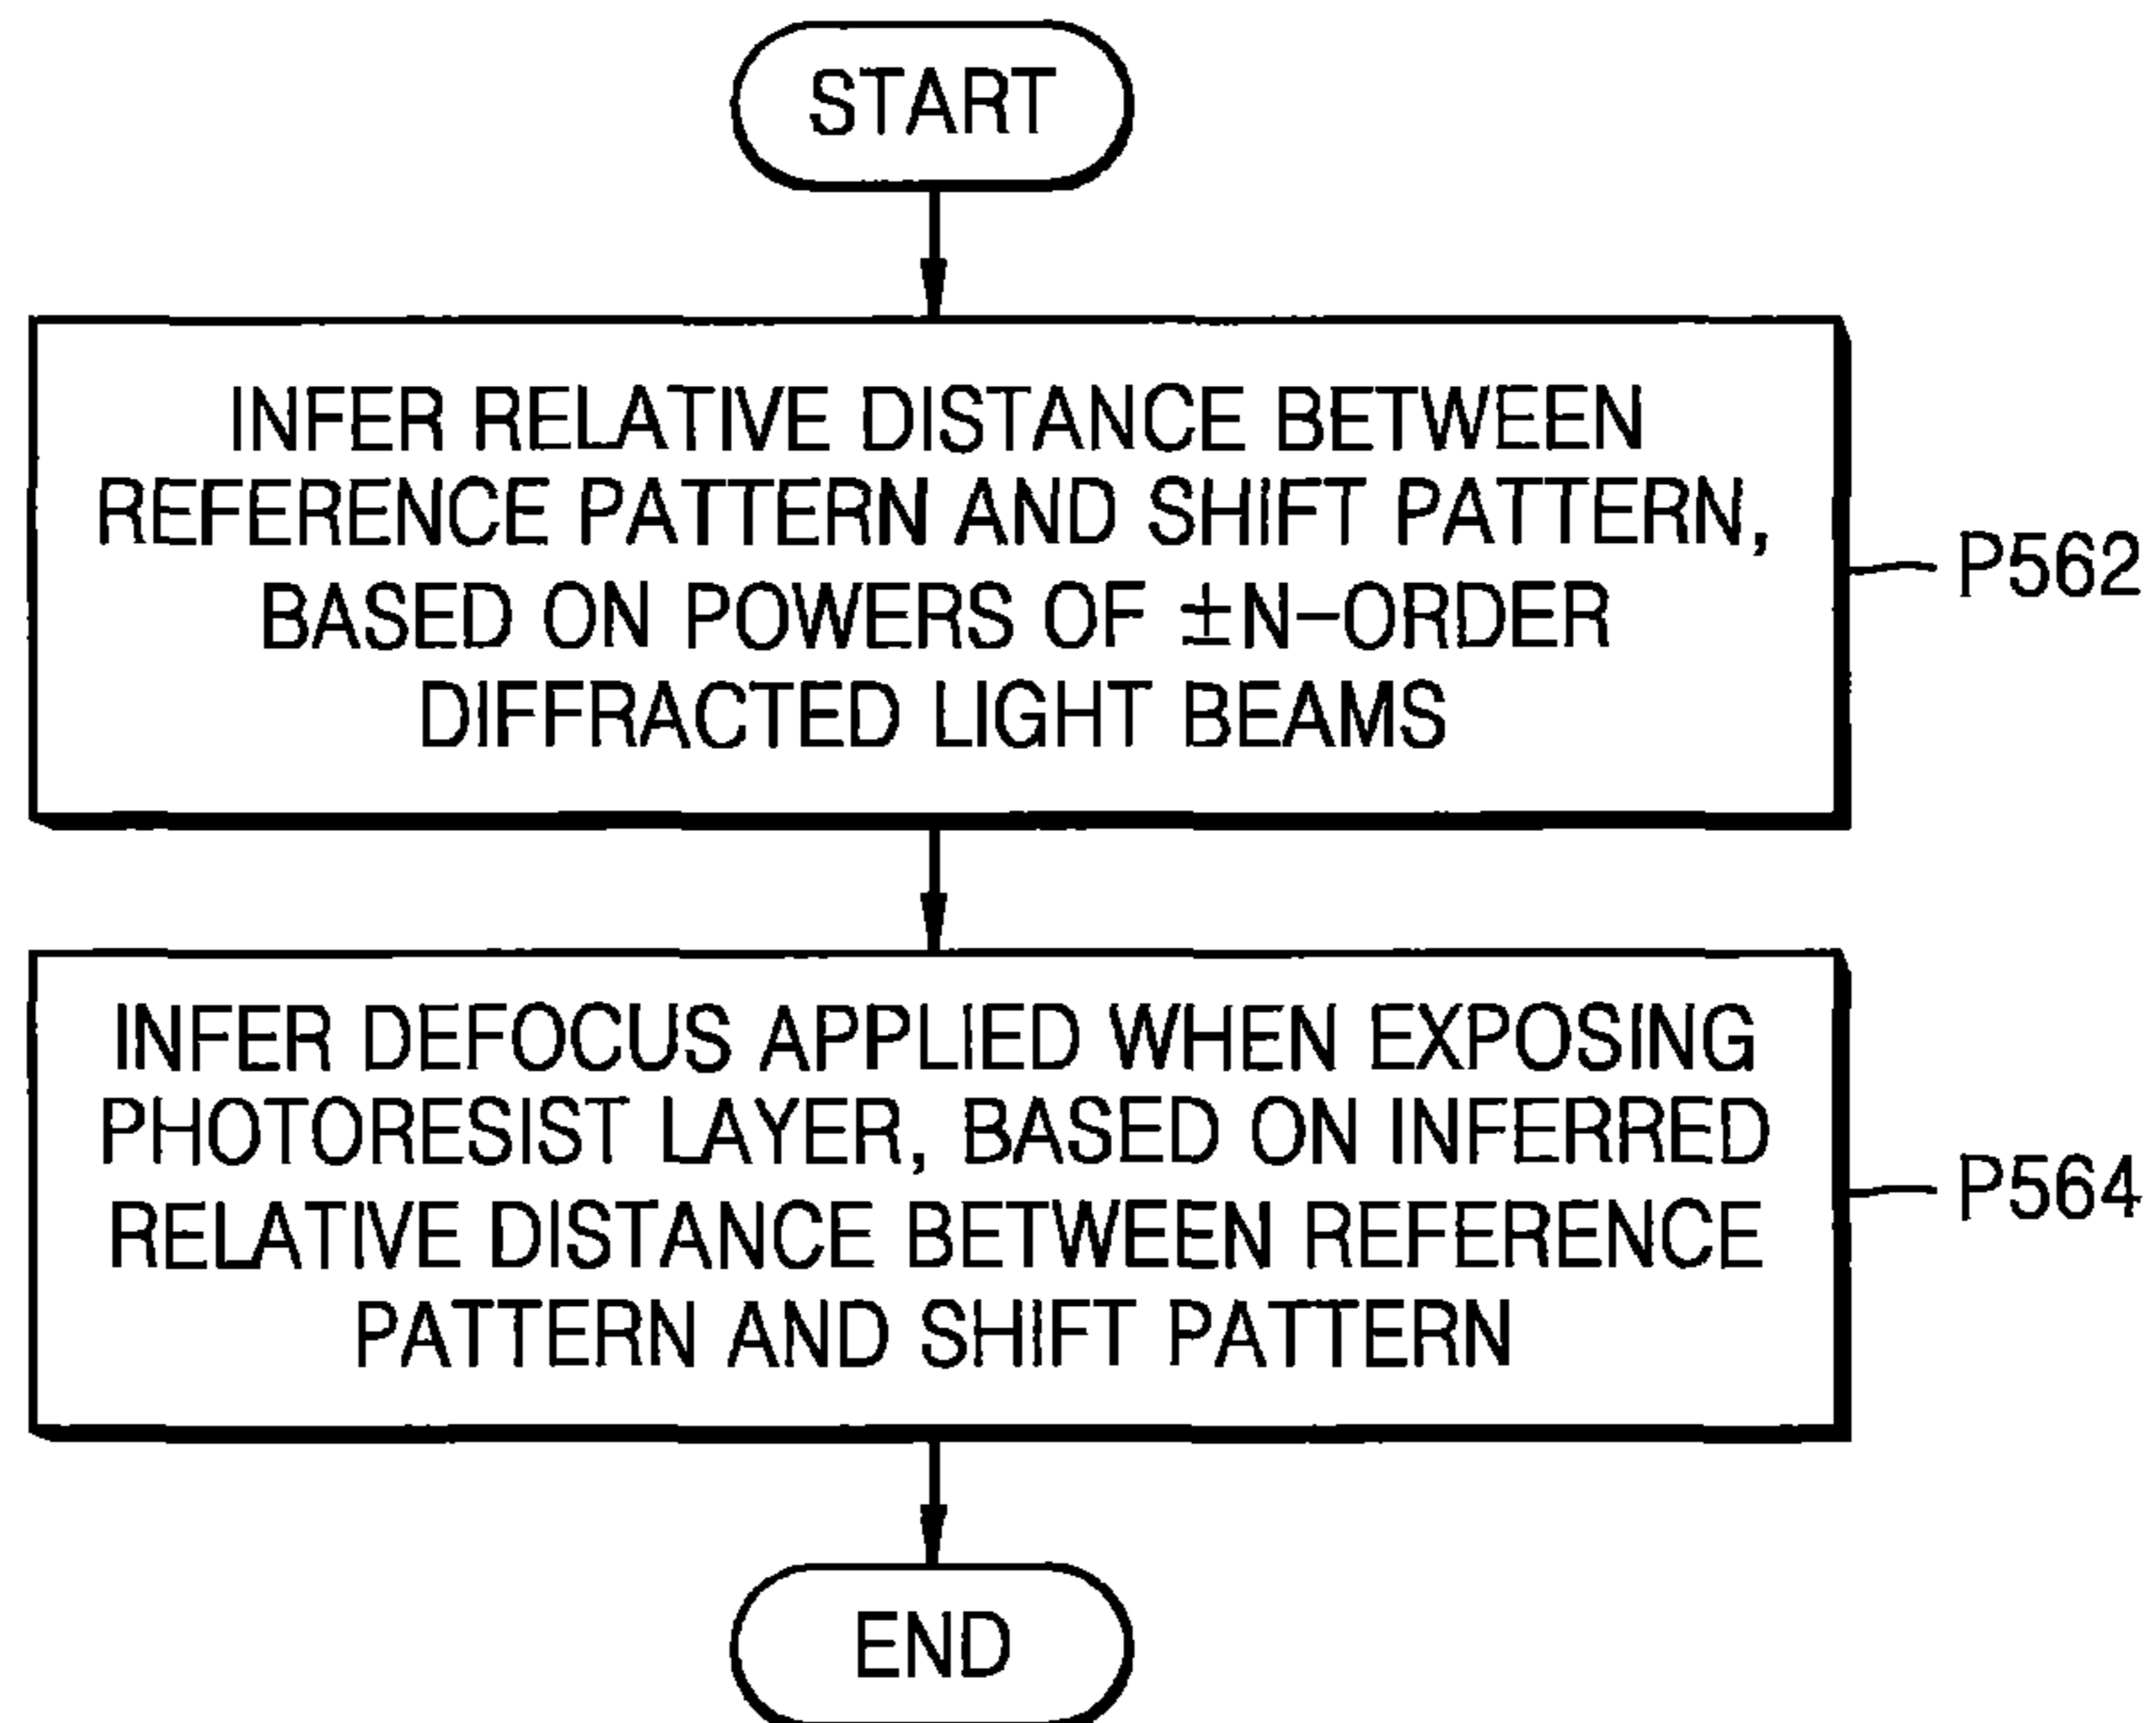 START
INFER RELATIVE DISTANCE BETWEEN
REFERENCE PATTERN AND SHIFT PATTERN,
BASED ON POWERS OF ±N-ORDER
DIFFRACTED LIGHT BEAMS
P562
INFER DEFOCUS APPLIED WHEN EXPOSING
PHOTORESIST LAYER, BASED ON INFERRED
RELATIVE DISTANCE BETWEEN REFERENCE
PATTERN AND SHIFT PATTERN
P564
END